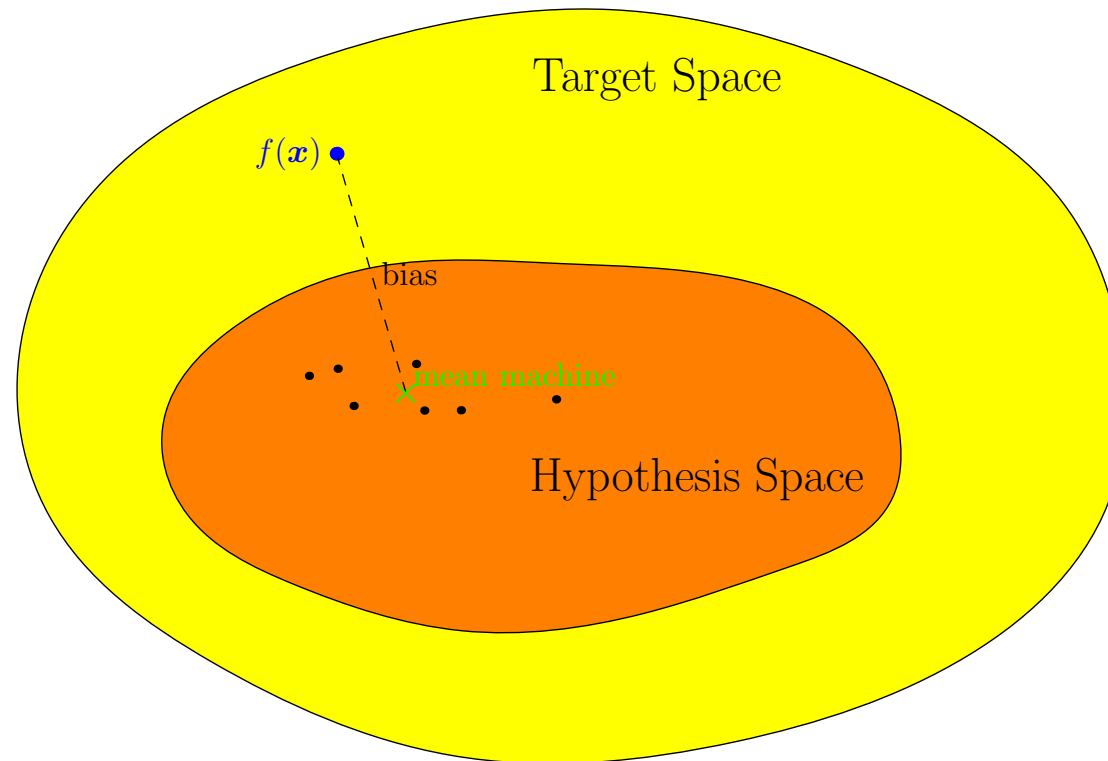 Target Space
f(x)
bias
mean machine
Hypothesis Space